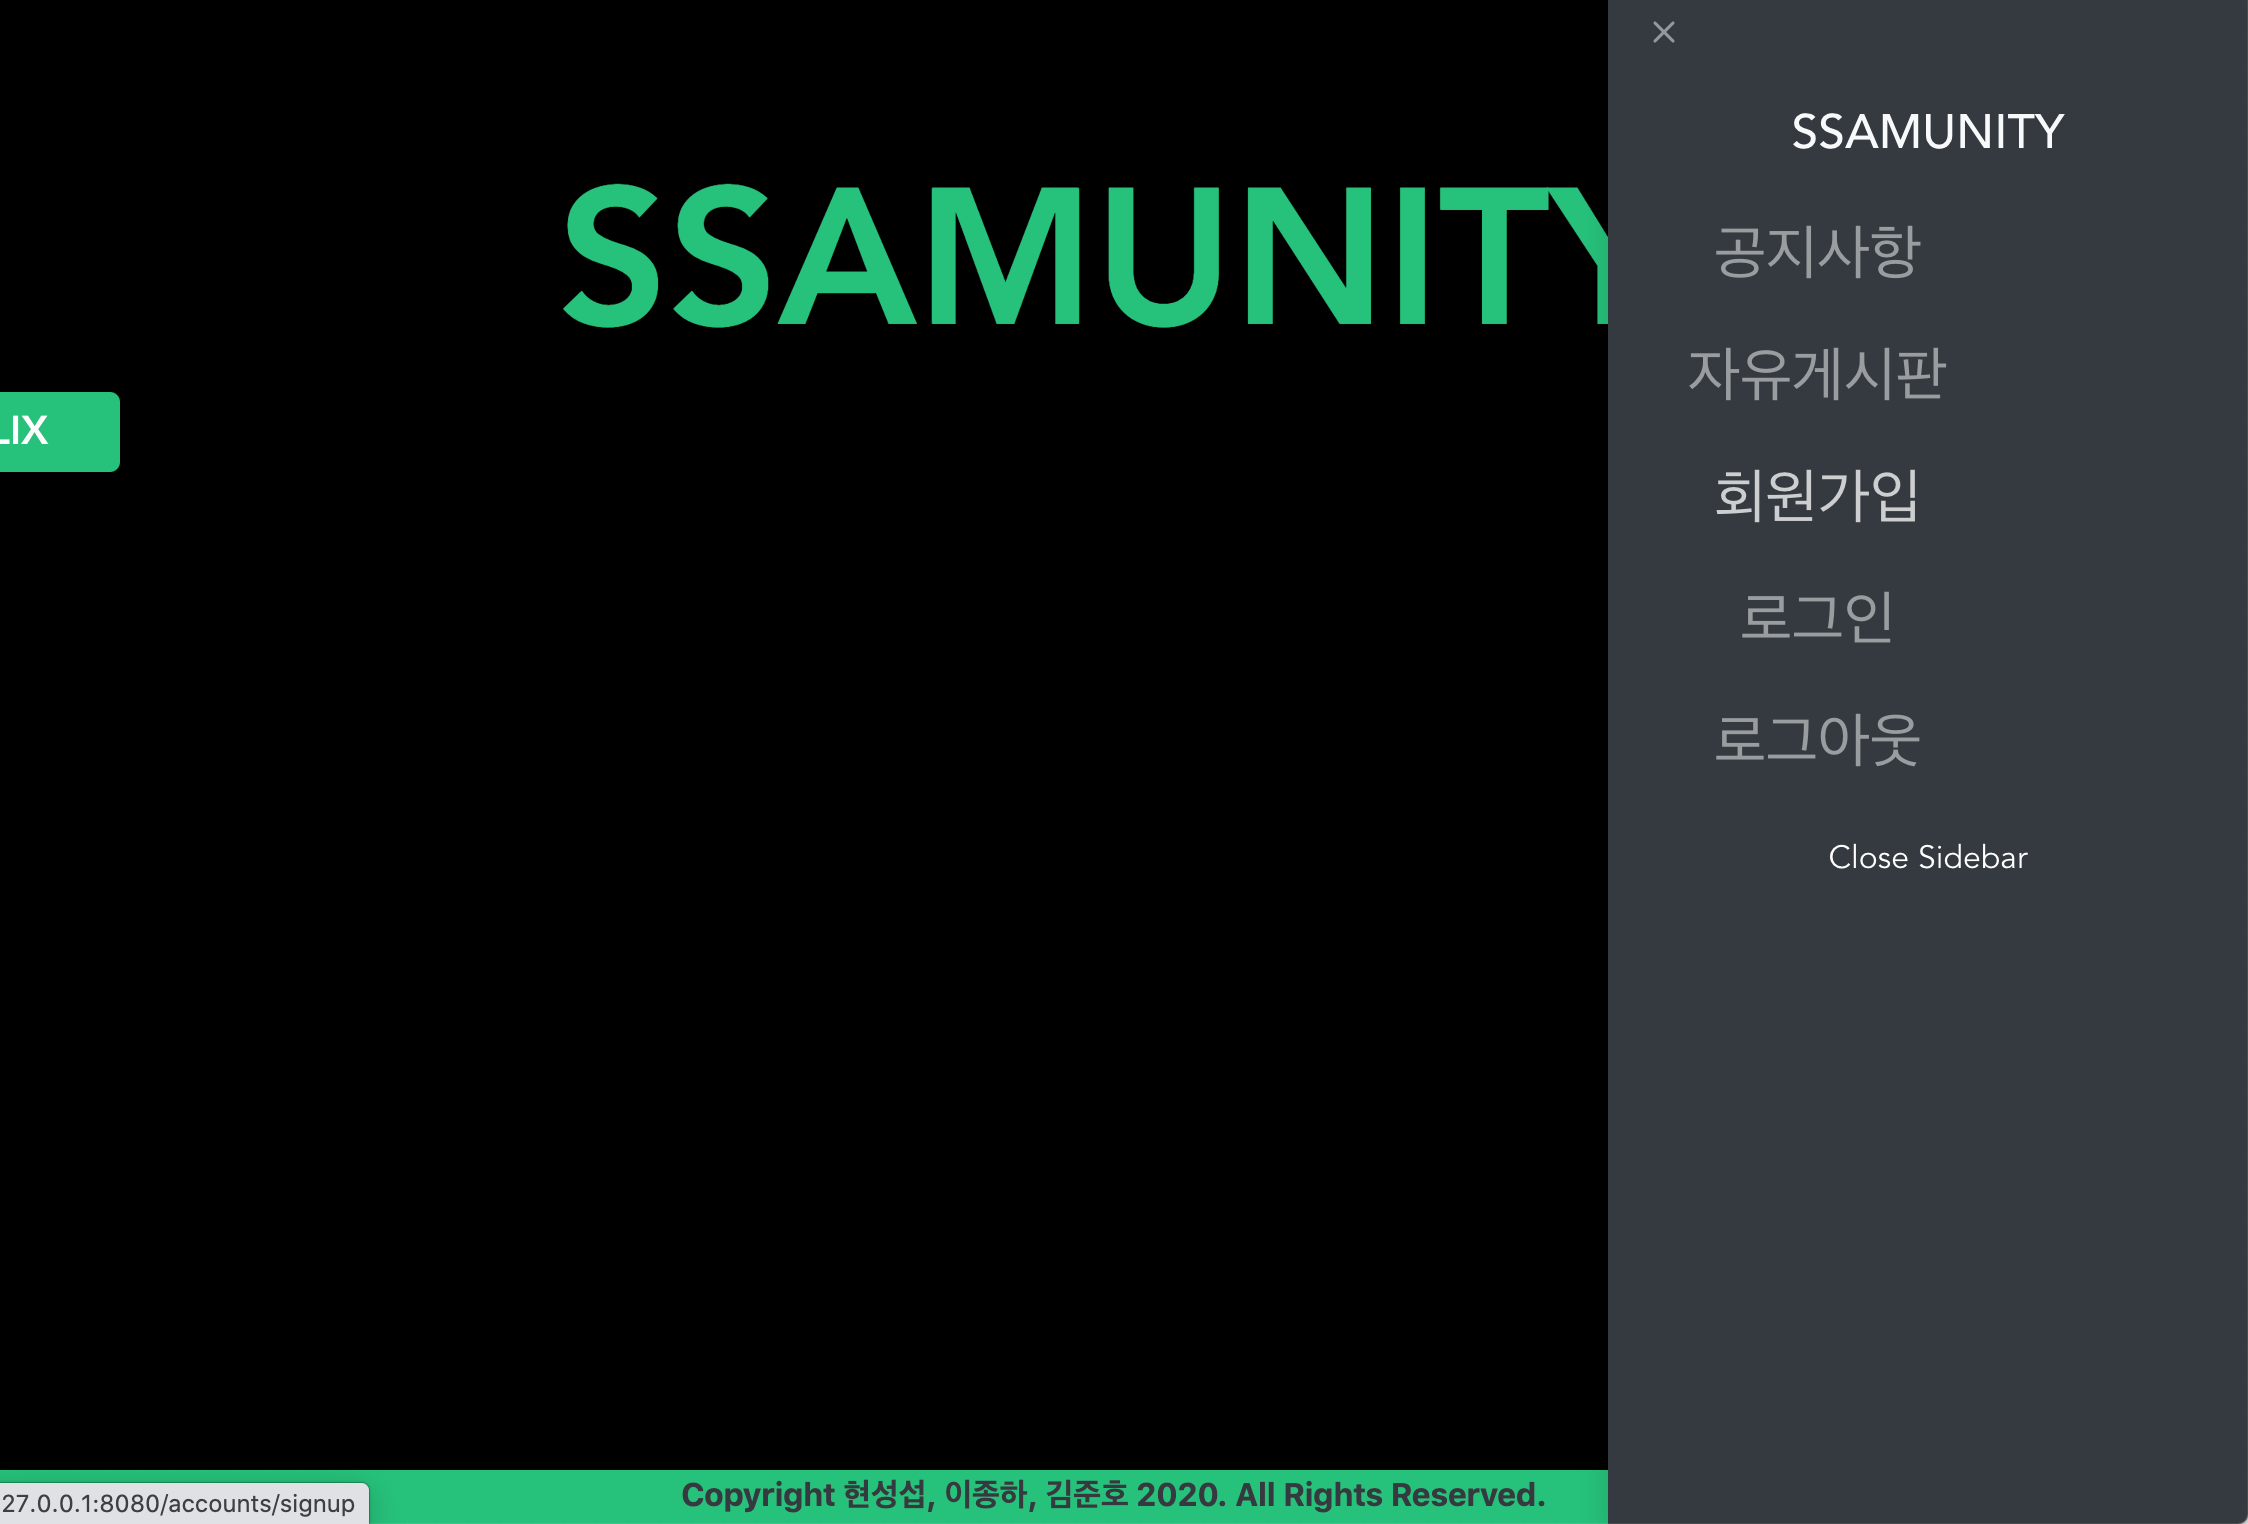 SSAMUNITY
LIX
SSAMUNITY
공지사항
자유게시판
회원가입
로그인
로그아웃
Close Sidebar
Copyright 현성섭, 이종하, 김준호 2020. All Rights Reserved.
27.0.0.1:8080/accounts/signup